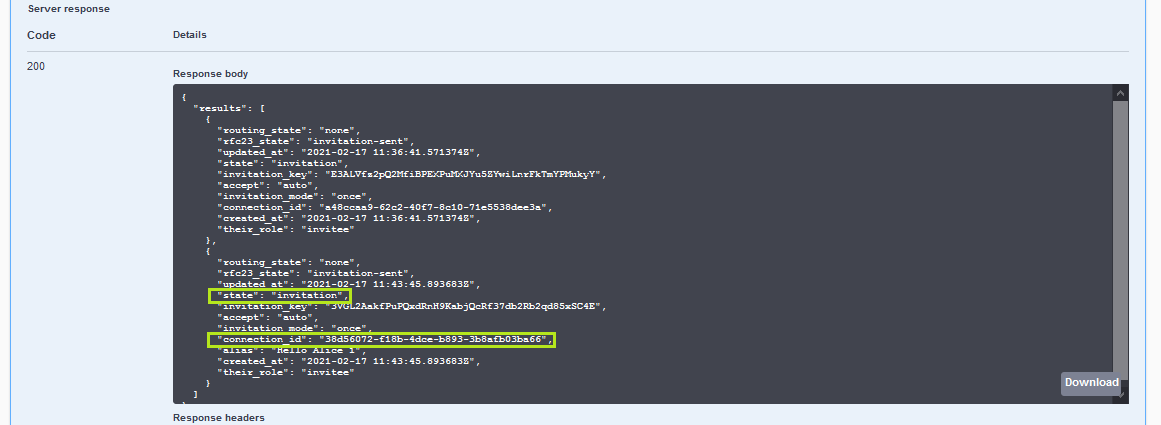 Server response
Code Details
200
Response body
{
"results": [
{
"routing_state": "none",
"rfc23_state": "invitation-sent",
"updated_at": "2021-02-17 11:36:41.571374Z",
"state": "invitation",
"invitation_key": "E3ALVfs2pQ2MfiBPEXPuMXJYu5ZYwiLnrFkTmYPMukyY",
"accept": "auto",
"invitation_mode": "once",
"connection_id": "a48ccaa9-62c2-40f7-8c10-71e5538dee3a",
"created_at": "2021-02-17 11:36:41.571374Z",
"their_role": "invitee"
},
{
"routing_state": "none",
"rfc23_state": "invitation-sent",
"updated_at": "2021-02-17 11:43:45.893683Z",
"state": "invitation",
"invitation_key": "3VGL2AakfPuPQxdRnH9KabjQcRf37db2Rb2qd85xSC4E",
"accept": "auto",
"invitation_mode": "once",
"connection_id": "38d56072-f18b-4dce-b893-3b8afb03ba66",
"alias": "Hello Alice 1",
"created_at": "2021-02-17 11:43:45.893683Z",
"their_role": "invitee"
}
]
Download
Response headers